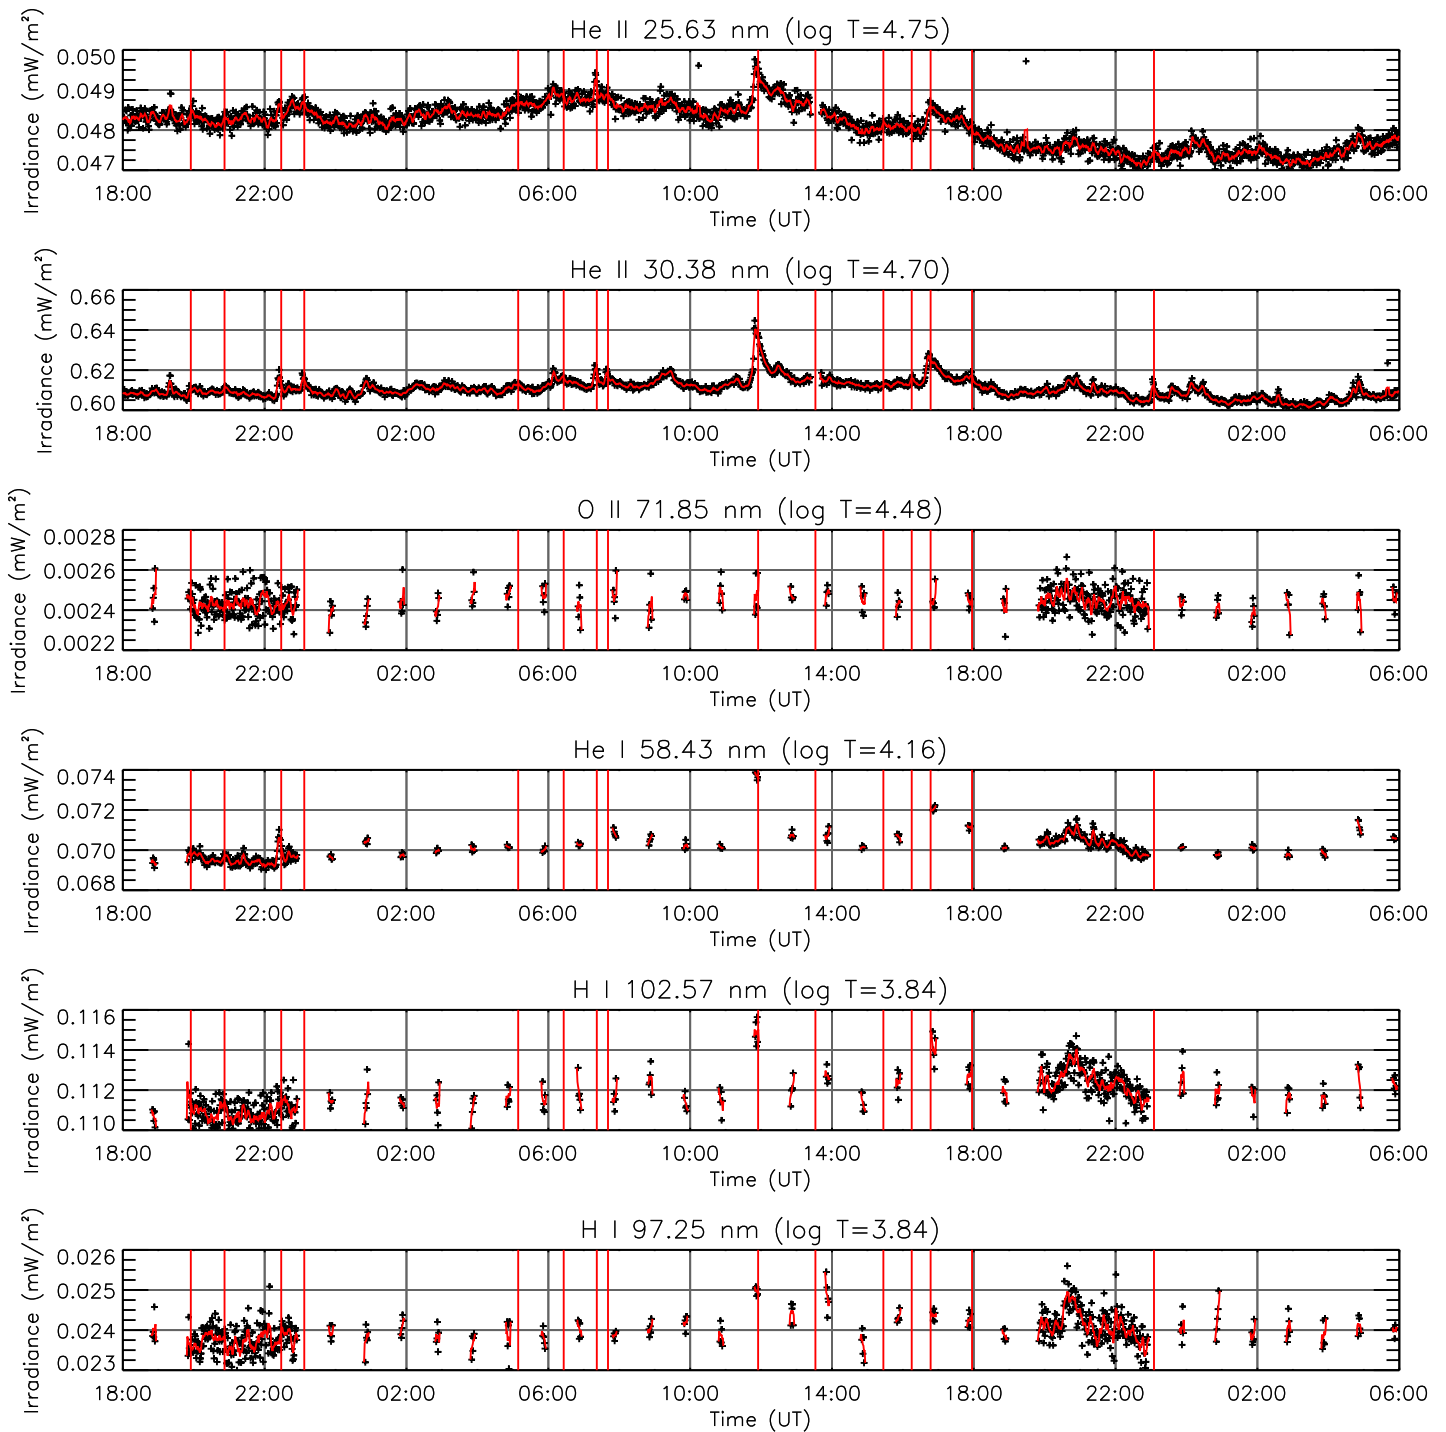 He II 25.63 nm (log T=4.75)
Irradiance (mW/m²)
0.050
0.049
0.048
0.047
18:00 22:00 02:00 06:00 10:00 14:00 18:00 22:00 02:00 06:00
Time (UT)
He II 30.38 nm (log T=4.70)
Irradiance (mW/m²)
0.66
0.64
0.62
0.60
18:00 22:00 02:00 06:00 10:00 14:00 18:00 22:00 02:00 06:00
Time (UT)
O II 71.85 nm (log T=4.48)
Irradiance (mW/m²)
0.0028
0.0026
0.0024
0.0022
18:00 22:00 02:00 06:00 10:00 14:00 18:00 22:00 02:00 06:00
Time (UT)
He I 58.43 nm (log T=4.16)
Irradiance (mW/m²)
0.074
0.072
0.070
0.068
18:00 22:00 02:00 06:00 10:00 14:00 18:00 22:00 02:00 06:00
Time (UT)
H I 102.57 nm (log T=3.84)
Irradiance (mW/m²)
0.116
0.114
0.112
0.110
18:00 22:00 02:00 06:00 10:00 14:00 18:00 22:00 02:00 06:00
Time (UT)
H I 97.25 nm (log T=3.84)
Irradiance (mW/m²)
0.026
0.025
0.024
0.023
18:00 22:00 02:00 06:00 10:00 14:00 18:00 22:00 02:00 06:00
Time (UT)